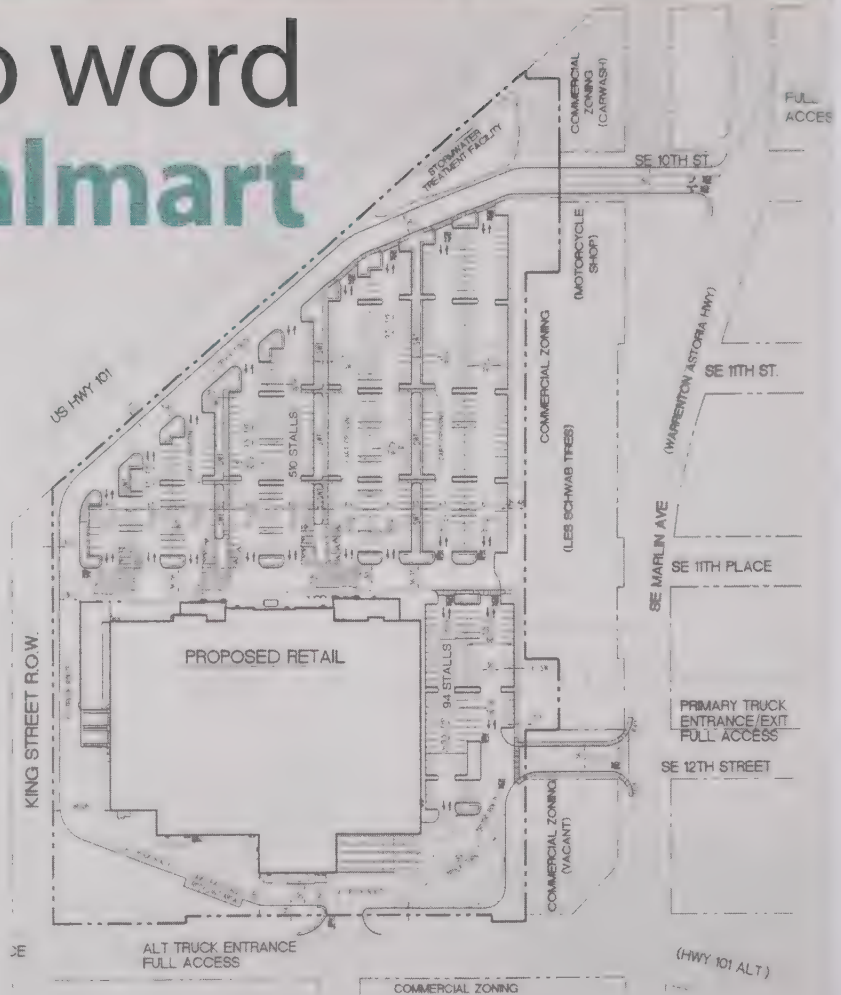 o word
almart
COMMERCIAL
ZONING
(CARWASH)
FULL
ACCES
STORMWATER
TREATMENT FACILITY
SE 10TH ST.
(MOTORCYCLE
SHOP)
COMMERCIAL ZONING
(LES SCHWAB TIRES)
(WARRENTON ASTORIA HWY)
SE 11TH ST.
US HWY 101
510 STALLS
SE MARLIN AVE
SE 11TH PLACE
PROPOSED RETAIL
94 STALLS
KING STREET R.O.W.
PRIMARY TRUCK
ENTRANCE/EXIT
FULL ACCESS
SE 12TH STREET
COMMERCIAL ZONING
(VACANT)
CE
ALT TRUCK ENTRANCE
FULL ACCESS
(HWY 101 ALT)
COMMERCIAL ZONING